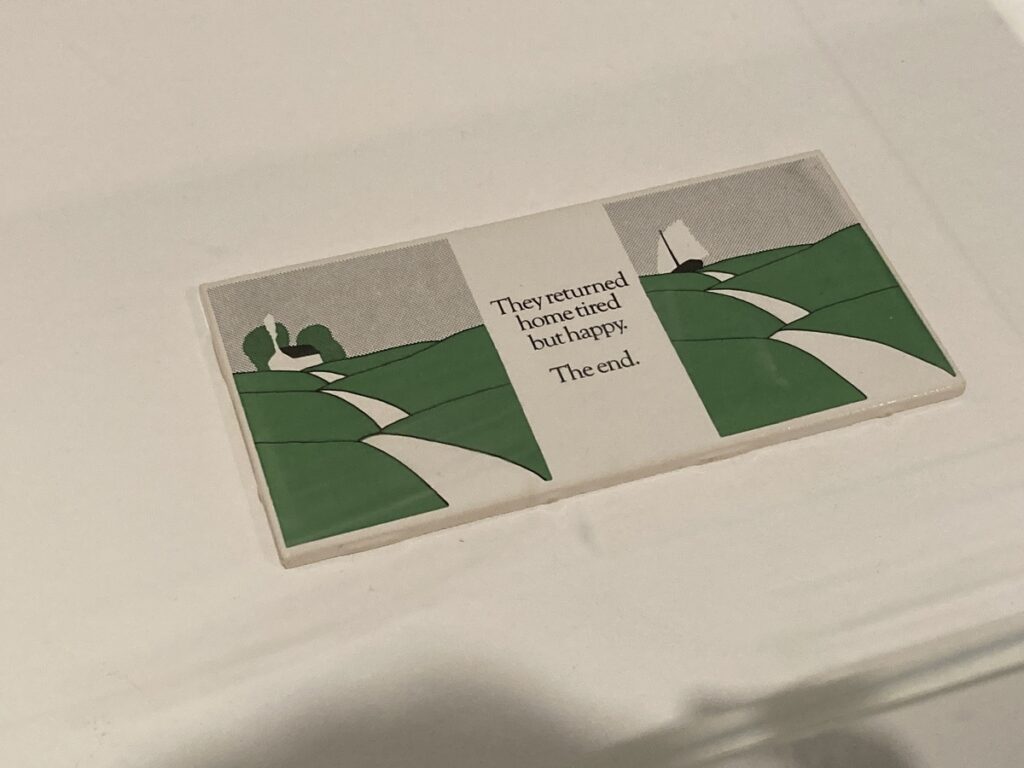 They returned
home tired
but happy.
The end.